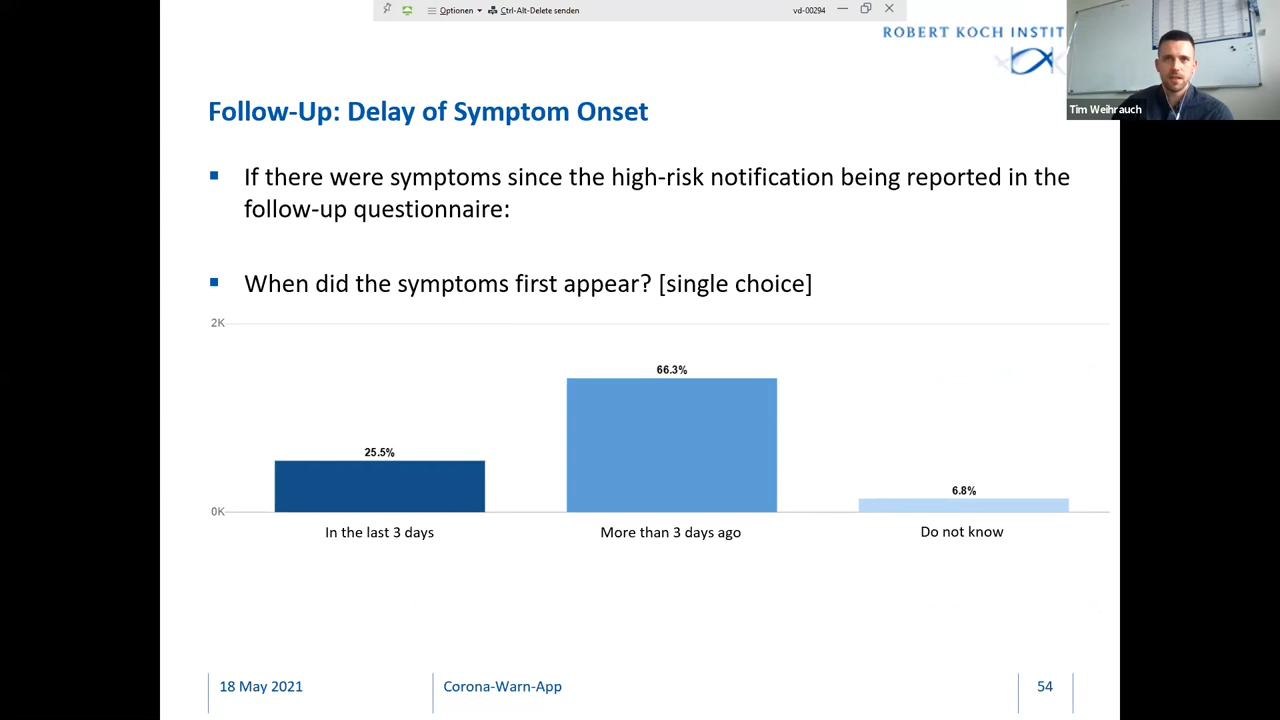 Optionen
Ctrl-Alt-Delete senden
vd-00294
ROBERT KOCH INSTIT
Tim Weihrauch
Follow-Up: Delay of Symptom Onset
If there were symptoms since the high-risk notification being reported in the
follow-up questionnaire:
When did the symptoms first appear? [single choice]
2K
66.3%
25.5%
6.8%
0K
In the last 3 days
More than 3 days ago
Do not know
18 May 2021
Corona-Warn-App
54